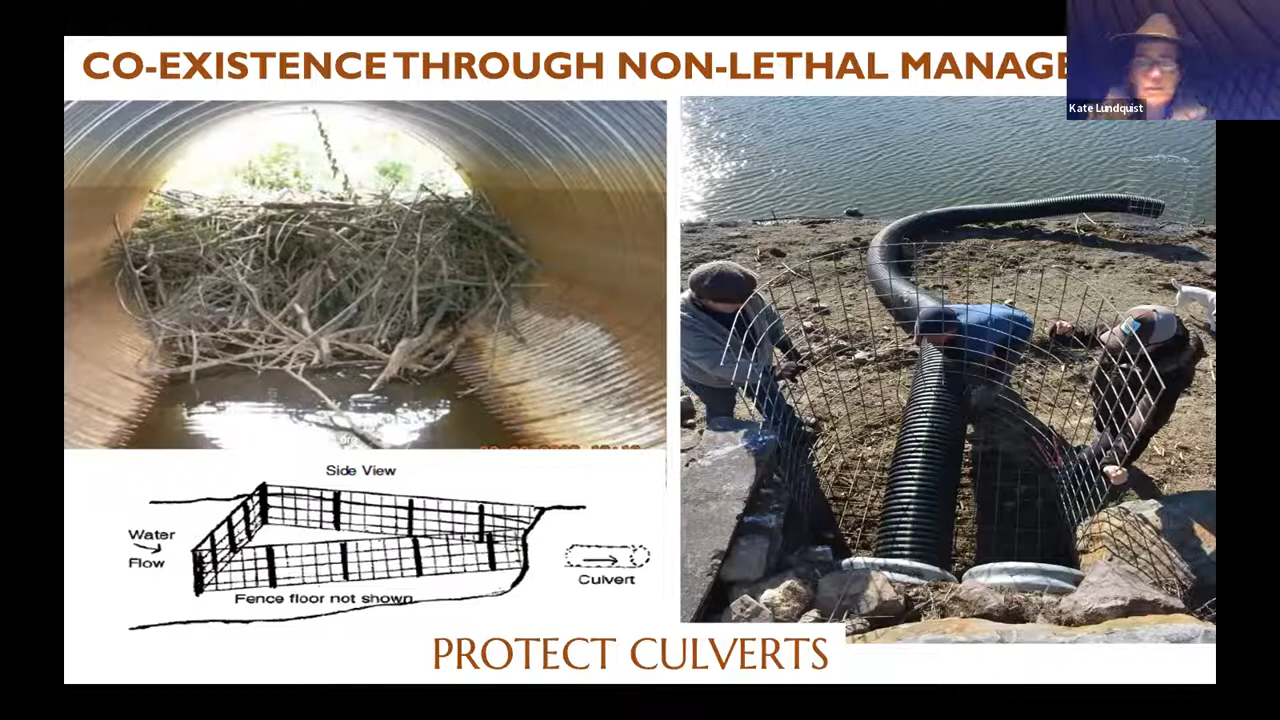 CO-EXISTENCE THROUGH NON-LETHAL MANAGE
Kate Lundquist
Side View
Water
Flow
Culvert
Fence floor not shown
PROTECT CULVERTS